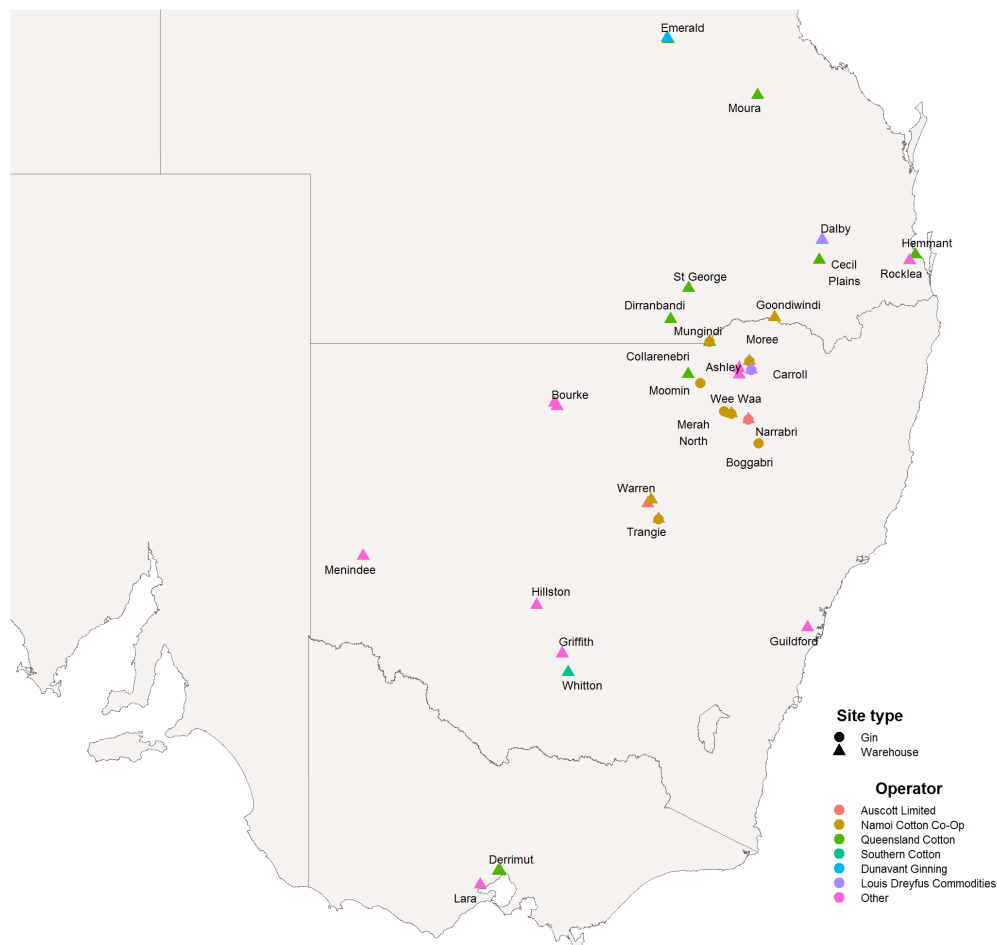 Emerald
Moura
Dalby
Hemmant
Cecil
Plains
Rocklea
St George
Dirranbandi
Goondiwindi
Mungindi
Moree
Collarenebri
Ashley
Carroll
Moomin
Bourke
Wee Waa
Merah
North
Narrabri
Boggabri
Warren
Trangie
Menindee
Hillston
Griffith
Guildford
Whitton
Site type
Gin
Warehouse
Operator
Auscott Limited
Namoi Cotton Co-Op
Queensland Cotton
Southern Cotton
Dunavant Ginning
Louis Dreyfus Commodities
Other
Derrimut
Lara